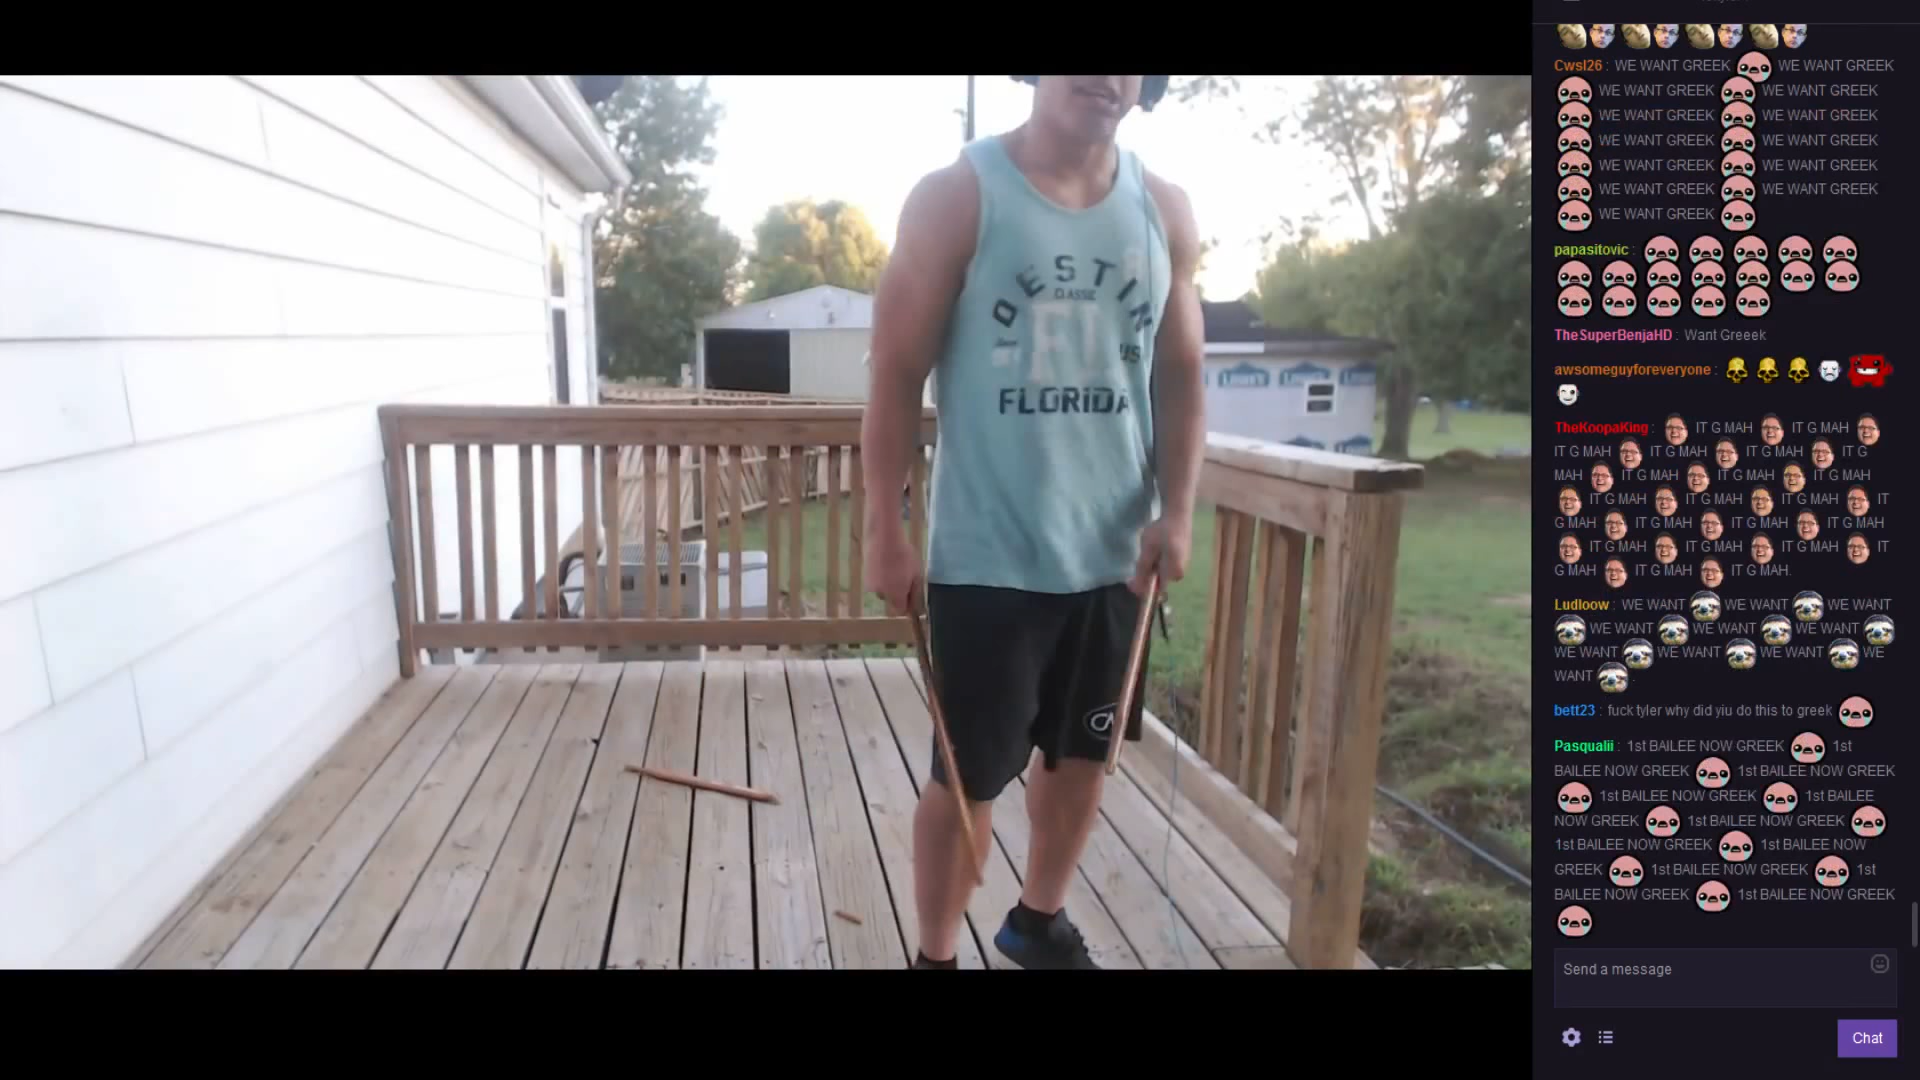 DESTIN
CLASSIC
FL
US
FLORIDA
Cwsl26 : WE WANT GREEK WE WANT GREEK
WE WANT GREEK WE WANT GREEK
WE WANT GREEK WE WANT GREEK
WE WANT GREEK WE WANT GREEK
WE WANT GREEK WE WANT GREEK
WE WANT GREEK WE WANT GREEK
WE WANT GREEK
papasitovic :
TheSuperBenjaHD : Want Greeek
awsomeguyforeveryone :
TheKoopaKing : IT G MAH IT G MAH
IT G MAH IT G MAH IT G MAH IT G
MAH IT G MAH IT G MAH IT G MAH
IT G MAH IT G MAH IT G MAH IT
G MAH IT G MAH IT G MAH IT G MAH
IT G MAH IT G MAH IT G MAH IT
G MAH IT G MAH IT G MAH.
Ludloow : WE WANT WE WANT WE WANT
WE WANT WE WANT WE WANT
WE WANT WE WANT WE WANT WE
WANT .
bett23 : fuck tyler why did yiu do this to greek
Pasqualii : 1st BAILEE NOW GREEK 1st
BAILEE NOW GREEK 1st BAILEE NOW GREEK
1st BAILEE NOW GREEK 1st BAILEE
NOW GREEK 1st BAILEE NOW GREEK
1st BAILEE NOW GREEK 1st BAILEE NOW
GREEK 1st BAILEE NOW GREEK 1st
BAILEE NOW GREEK 1st BAILEE NOW GREEK
Send a message
Chat